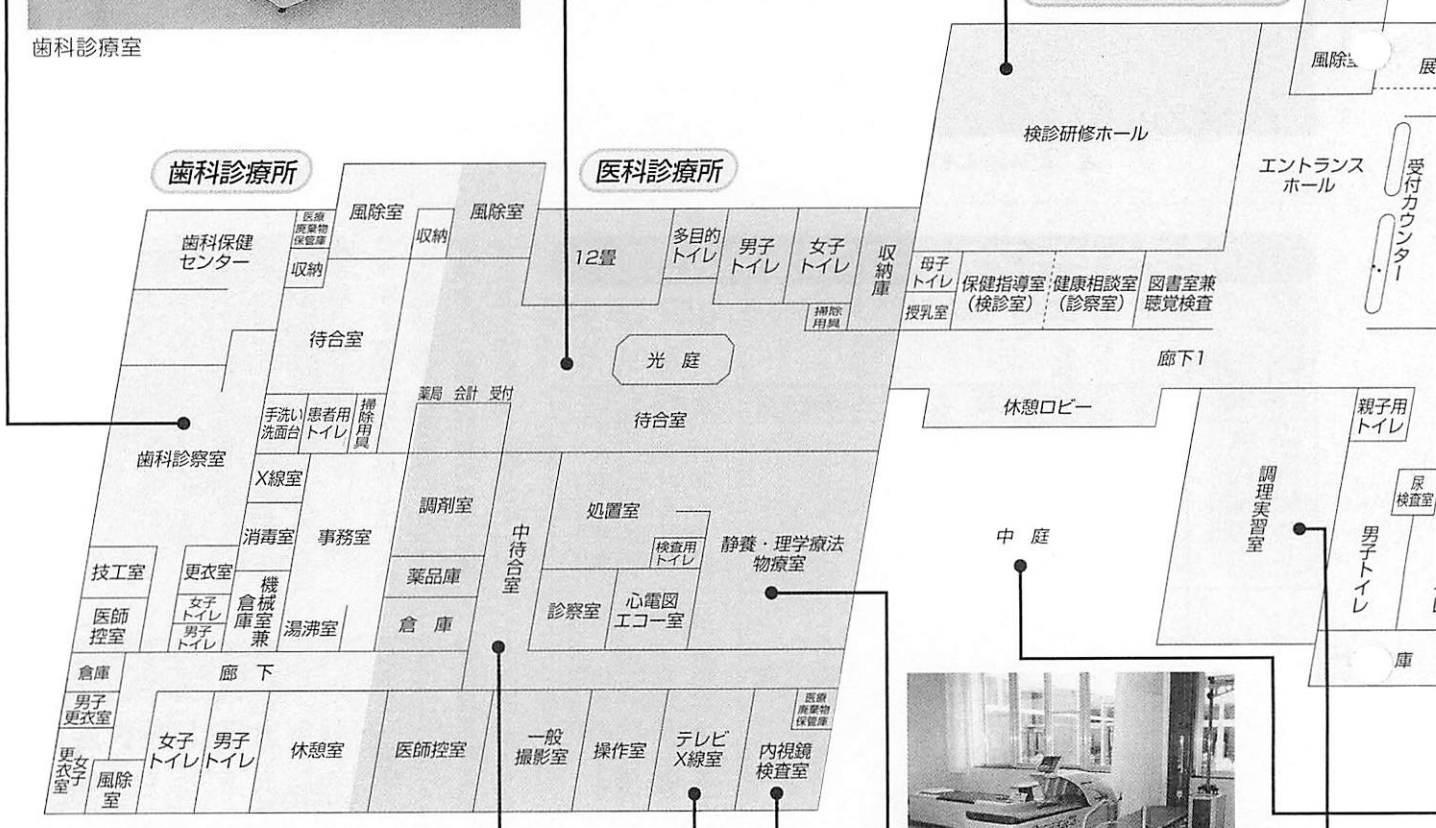 歯科診療室
歯科診療所
医科診療所
歯科保健
センター
医療
廃棄物
保管庫
収納
風除室
収納
風除室
12畳
多目的
トイレ
男子
トイレ
女子
トイレ
掃除
用具
収納庫
母子
トイレ
授乳室
保健指導室
(検診室)
健康相談室
(診察室)
図書室兼
聴覚検査
検診研修ホール
エントランス
ホール
受付カウンター
待合室
光 庭
廊下1
薬局 会計 受付
待合室
休憩ロビー
手洗い
洗面台
患者用
トイレ
掃除用具
親子用
トイレ
歯科診察室
X線室
消毒室
事務室
調剤室
中待合室
処置室
検査用
トイレ
静養・理学療法
物療室
中 庭
調理実習室
尿
検査室
男子トイレ
技工室
更衣室
薬品庫
医師
控室
女子
トイレ
男子
トイレ
機械室兼
倉庫
湯沸室
倉 庫
診察室
心電図
エコー室
倉庫
廊 下
庫
男子
更衣室
女子
更衣室
風除
室
女子
トイレ
男子
トイレ
休憩室
医師控室
一般
撮影室
操作室
テレビ
X線室
内視鏡
検査室
医療
廃棄物
保管庫